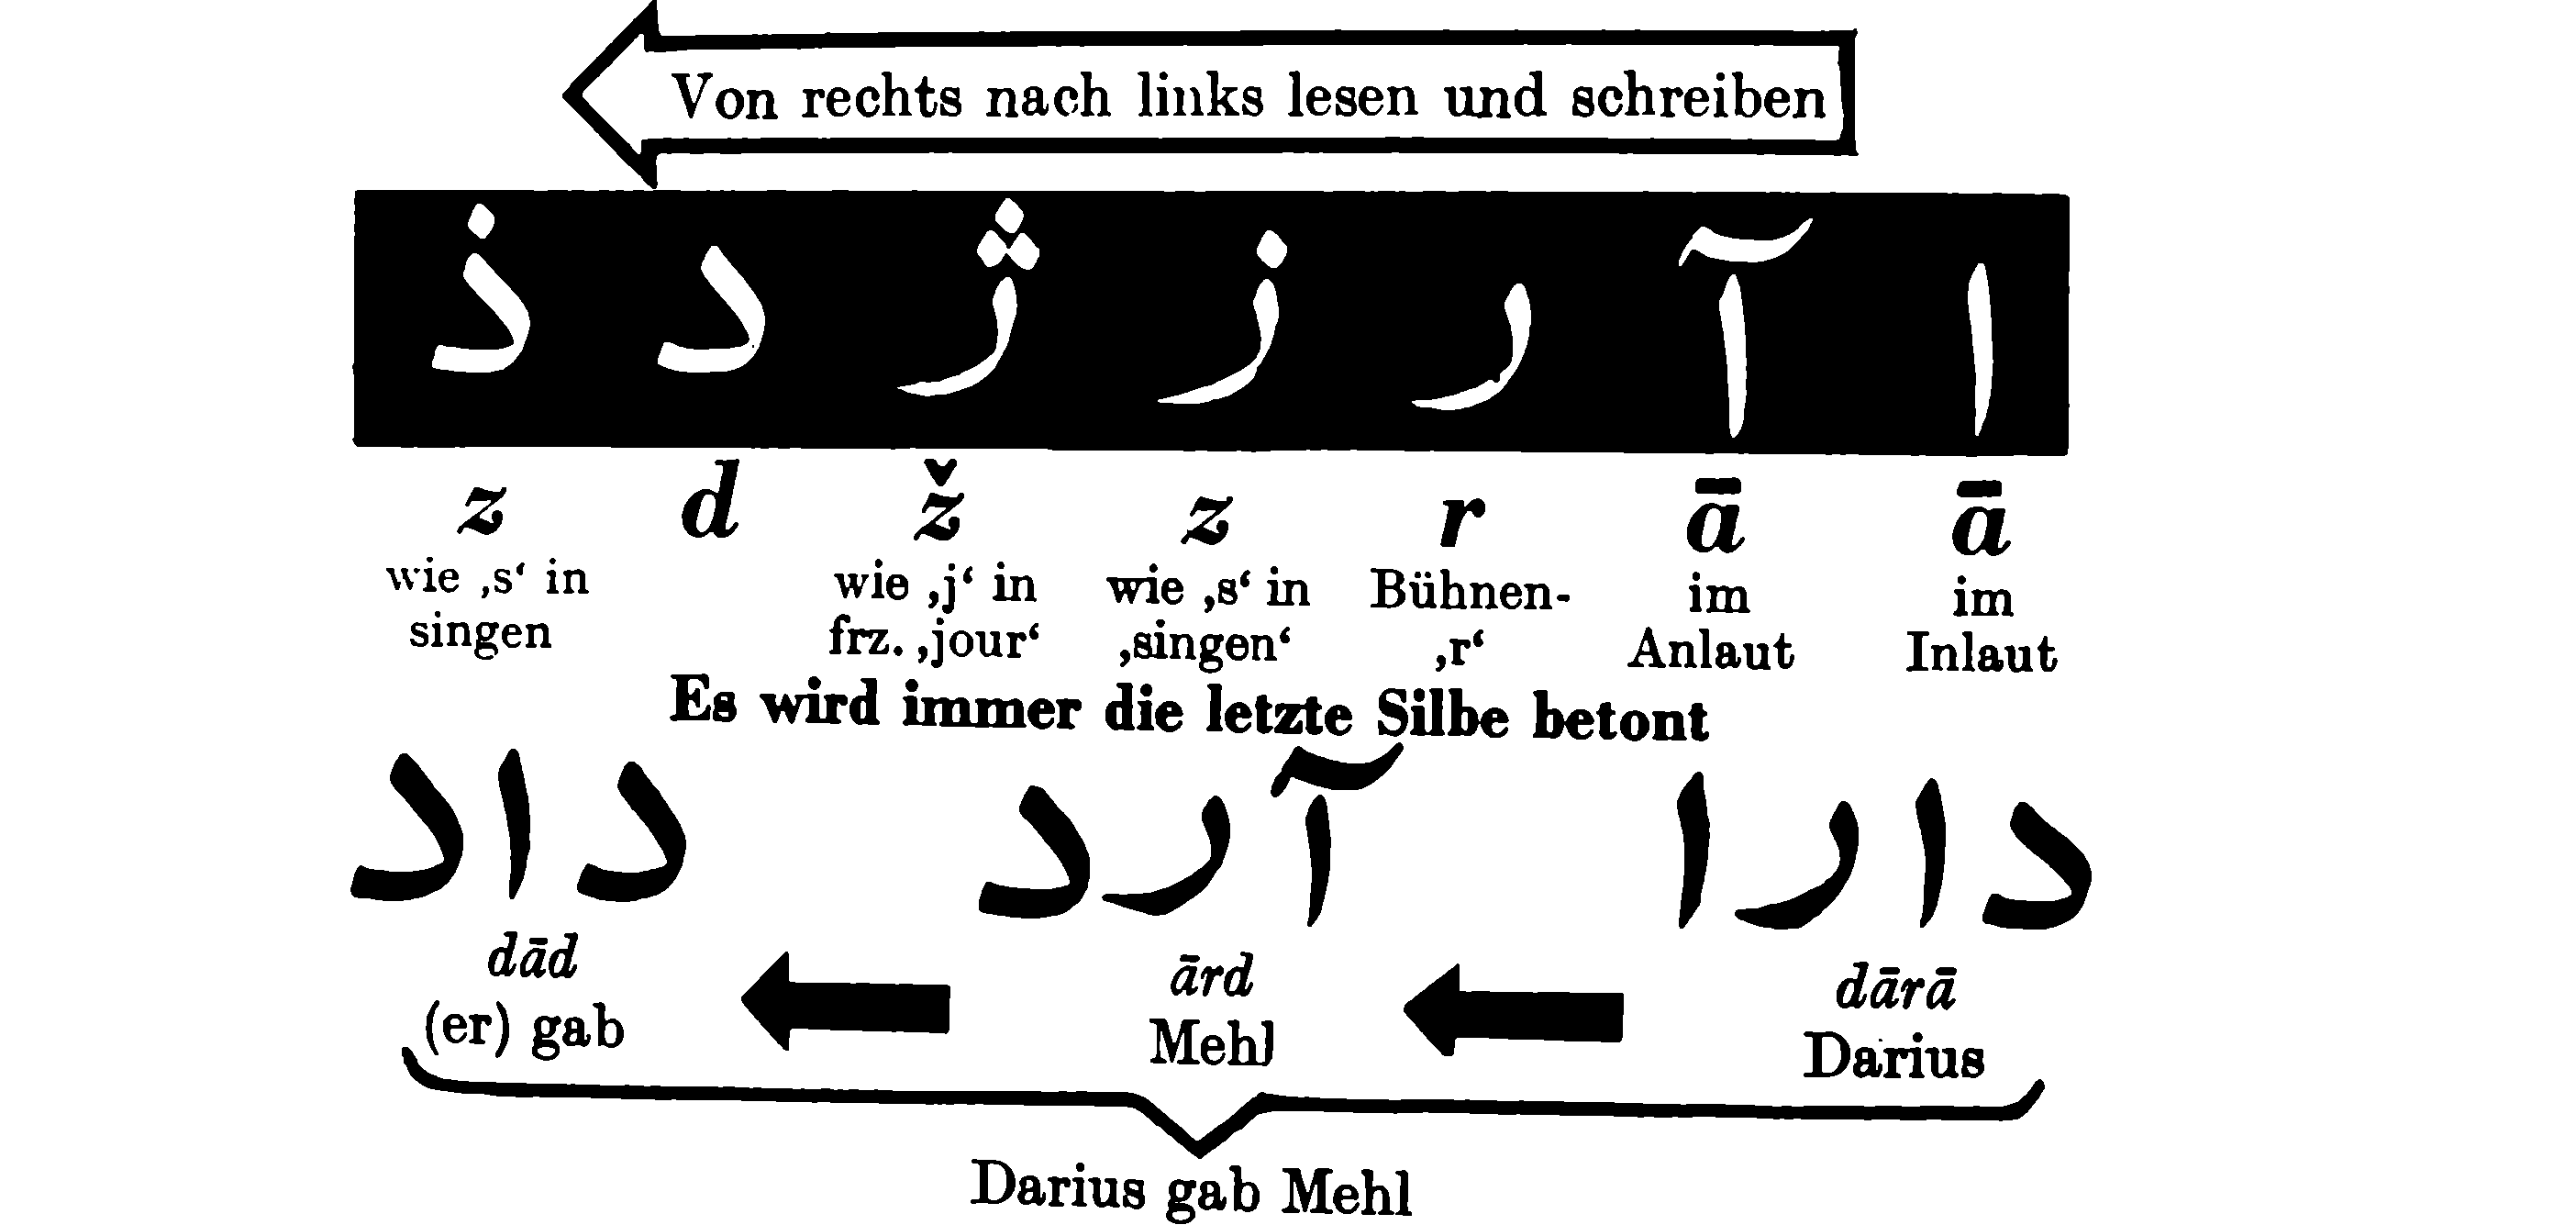 Von rechts nach links lesen und schreiben
ا آ ر ز ژ د ذ
z d ž z r ā ā
wie ‚s‘ in wie ‚j‘ in wie ‚s‘ in Bühnen- im im
singen frz. ‚jour‘ ‚singen‘ ‚r‘ Anlaut Inlaut
Es wird immer die letzte Silbe betont
دارا آرد داد
dād ārd dārā
(er) gab Mehl Darius
Darius gab Mehl